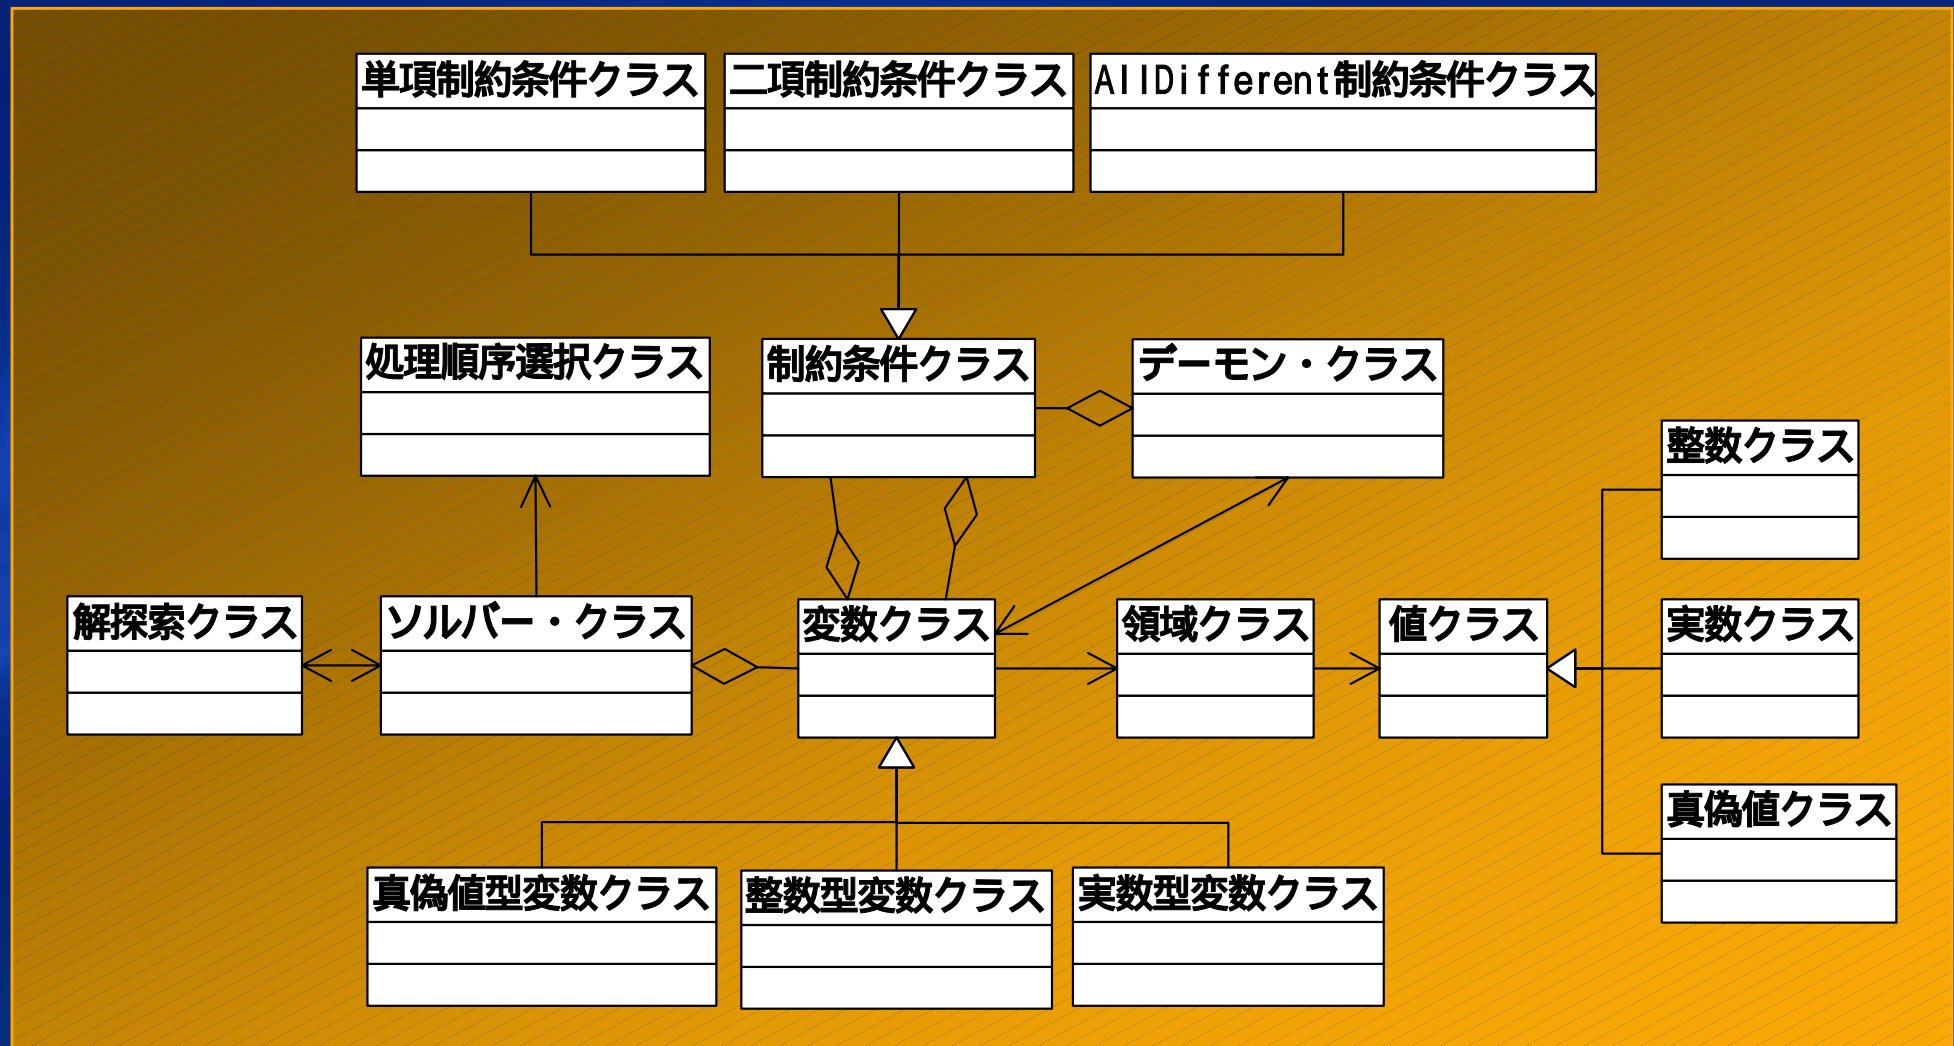 単項制約条件クラス
二項制約条件クラス
AllDifferent制約条件クラス
処理順序選択クラス
制約条件クラス
デーモン・クラス
整数クラス
解探索クラス
ソルバー・クラス
変数クラス
領域クラス
値クラス
実数クラス
真偽値クラス
真偽値型変数クラス
整数型変数クラス
実数型変数クラス